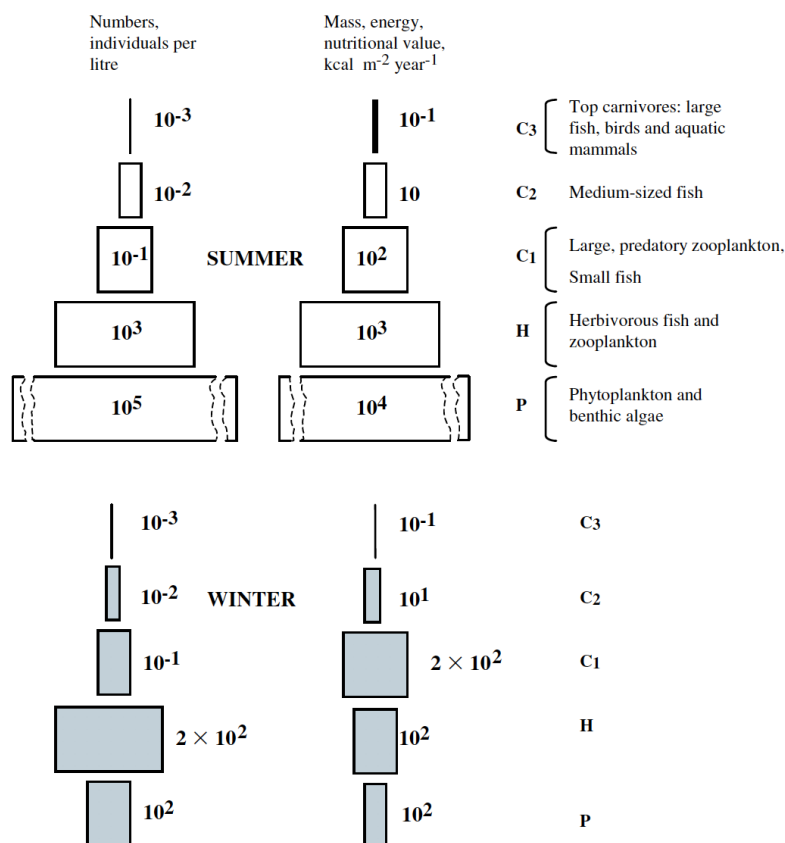 Numbers,
individuals per
litre
Mass, energy,
nutritional value,
kcal m⁻² year⁻¹
10⁻³
10⁻¹
C₃
Top carnivores: large
fish, birds and aquatic
mammals
10⁻²
10
C₂
Medium-sized fish
10⁻¹
SUMMER
10²
C₁
Large, predatory zooplankton,
Small fish
10³
10³
H
Herbivorous fish and
zooplankton
10⁵
10⁴
P
Phytoplankton and
benthic algae
10⁻³
10⁻¹
C₃
10⁻²
WINTER
10¹
C₂
10⁻¹
2 × 10²
C₁
2 × 10²
10²
H
10²
10²
P